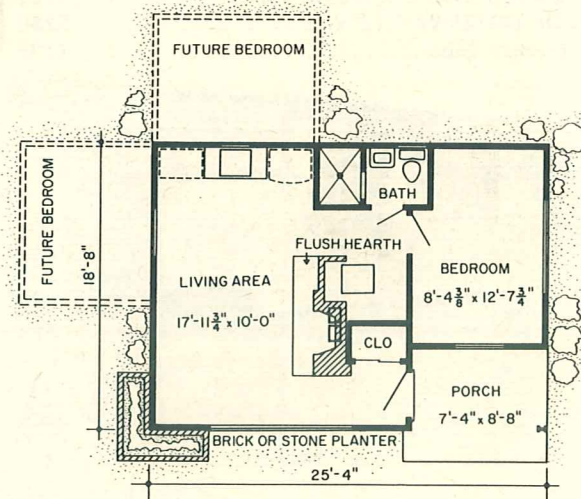 FUTURE BEDROOM
FUTURE BEDROOM
18'-8"
BATH
FLUSH HEARTH
LIVING AREA
17'-11 3/4" x 10'-0"
BEDROOM
8'-4 3/8" x 12'-7 3/4"
CLO
PORCH
7'-4" x 8'-8"
BRICK OR STONE PLANTER
25'-4"